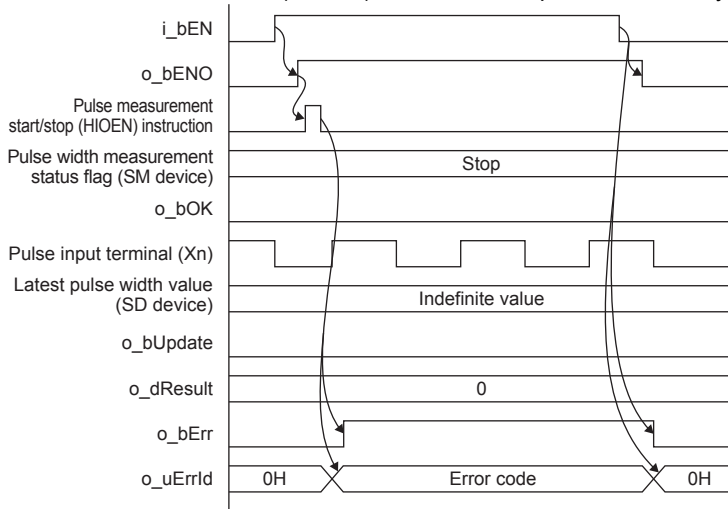 i_bEN
o_bENO
Pulse measurement
start/stop (HIOEN) instruction
Pulse width measurement
status flag (SM device)
Stop
o_bOK
Pulse input terminal (Xn)
Latest pulse width value
(SD device)
Indefinite value
o_bUpdate
o_dResult
0
o_bErr
o_uErrId
0H
Error code
0H